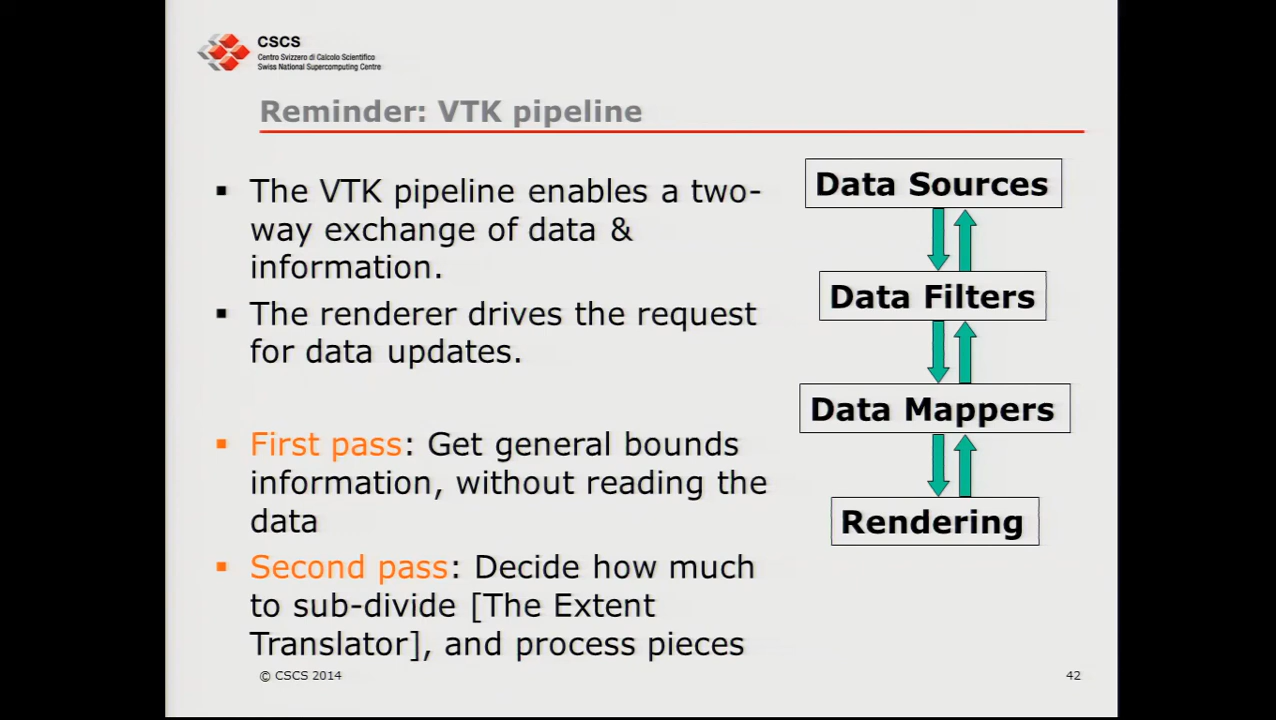 CSCS
Centro Svizzero di Calcolo Scientifico
Swiss National Supercomputing Centre
Reminder: VTK pipeline
▪ The VTK pipeline enables a two-
way exchange of data &
information.
▪ The renderer drives the request
for data updates.
▪ First pass: Get general bounds
information, without reading the
data
▪ Second pass: Decide how much
to sub-divide [The Extent
Translator], and process pieces
Data Sources
Data Filters
Data Mappers
Rendering
© CSCS 2014
42